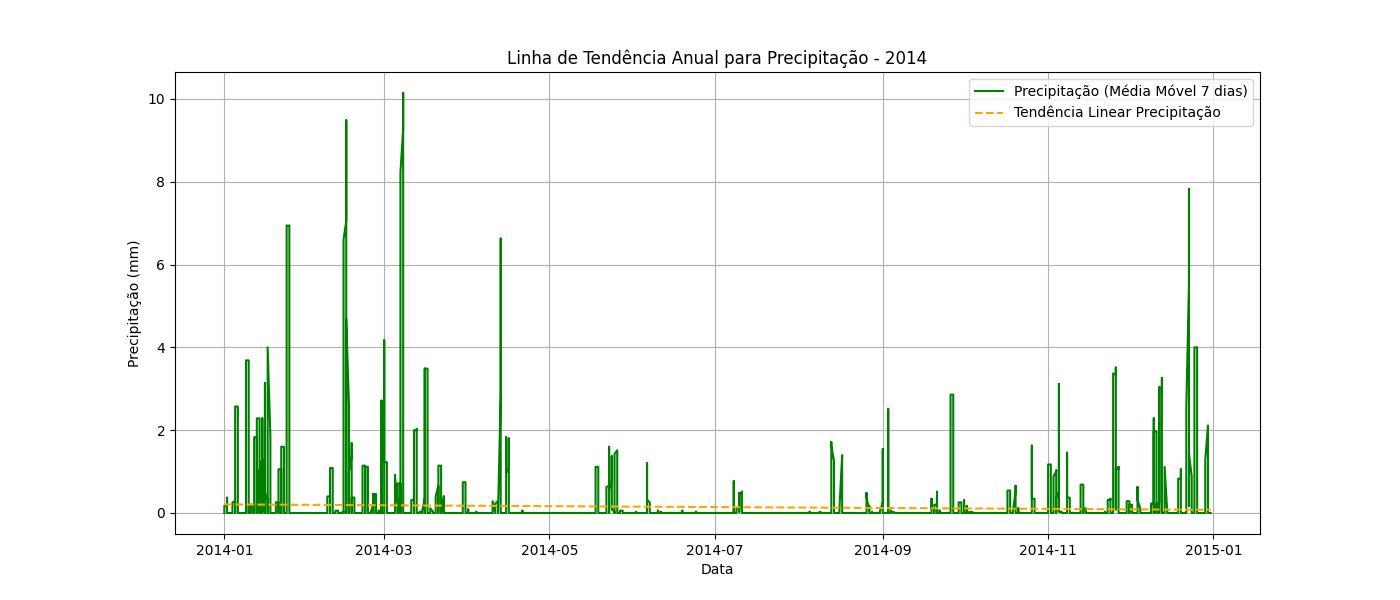 Linha de Tendência Anual para Precipitação - 2014
Precipitação (Média Móvel 7 dias)
Tendência Linear Precipitação
Precipitação (mm)
10
8
6
4
2
0
2014-01
2014-03
2014-05
2014-07
2014-09
2014-11
2015-01
Data